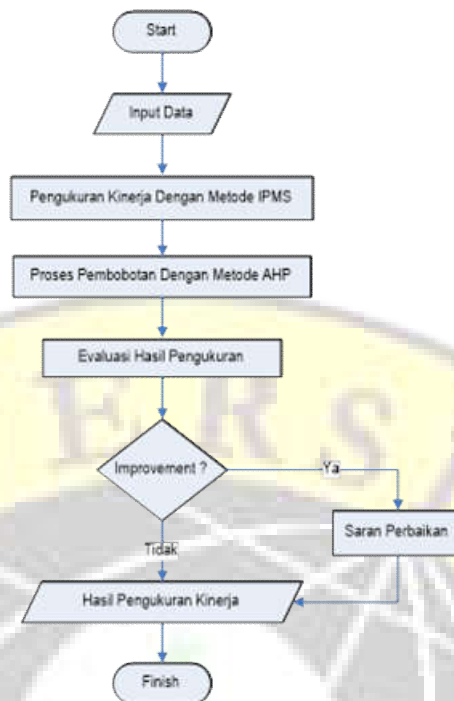 Start
Input Data
Pengukuran Kinerja Dengan Metode IPMS
Proses Pembobotan Dengan Metode AHP
Evaluasi Hasil Pengukuran
Improvement ?
Ya
Saran Perbaikan
Tidak
Hasil Pengukuran Kinerja
Finish